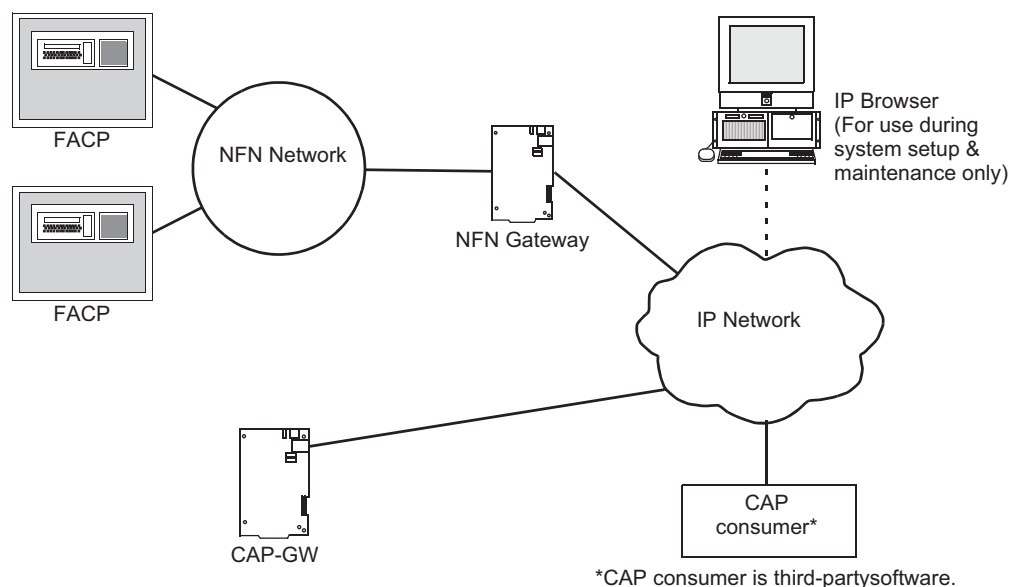 FACP
NFN Network
FACP
NFN Gateway
IP Browser
(For use during
system setup &
maintenance only)
IP Network
CAP-GW
CAP
consumer*
*CAP consumer is third-partysoftware.